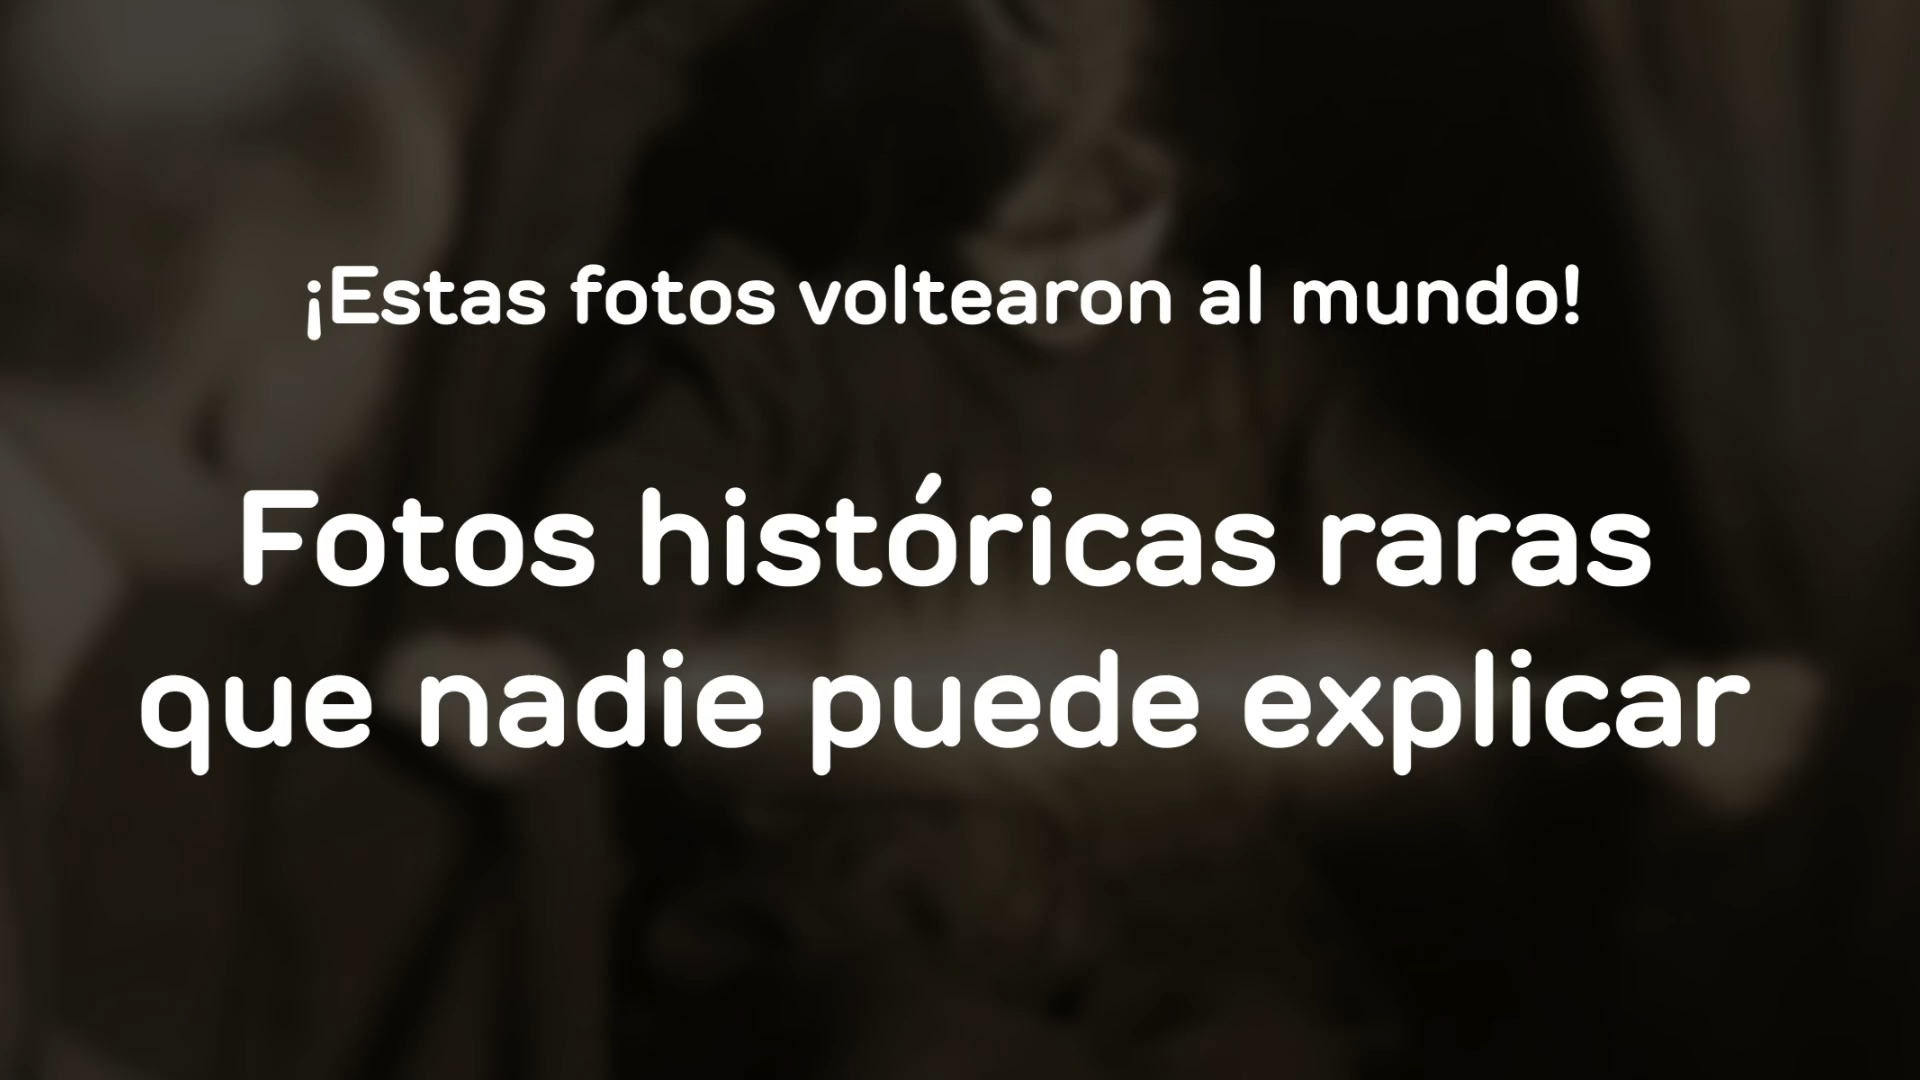 ¡Estas fotos voltearon al mundo!
Fotos históricas raras
que nadie puede explicar